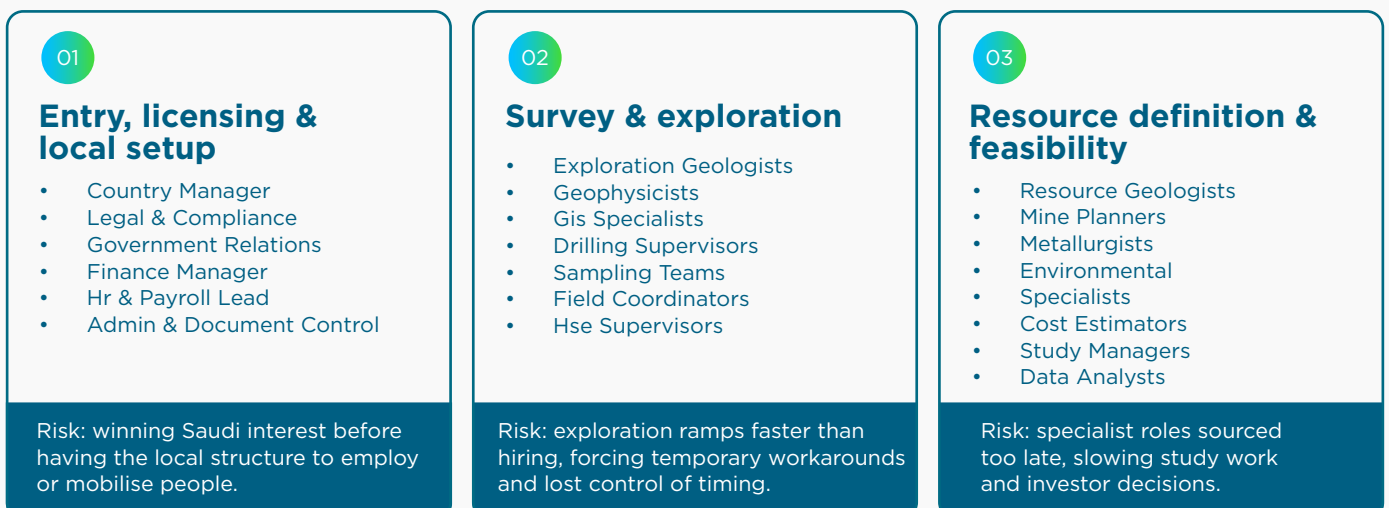 01
Entry, licensing &
local setup
• Country Manager
• Legal & Compliance
• Government Relations
• Finance Manager
• Hr & Payroll Lead
• Admin & Document Control
Risk: winning Saudi interest before
having the local structure to employ
or mobilise people.
02
Survey & exploration
• Exploration Geologists
• Geophysicists
• Gis Specialists
• Drilling Supervisors
• Sampling Teams
• Field Coordinators
• Hse Supervisors
Risk: exploration ramps faster than
hiring, forcing temporary workarounds
and lost control of timing.
03
Resource definition &
feasibility
• Resource Geologists
• Mine Planners
• Metallurgists
• Environmental
• Specialists
• Cost Estimators
• Study Managers
• Data Analysts
Risk: specialist roles sourced
too late, slowing study work
and investor decisions.